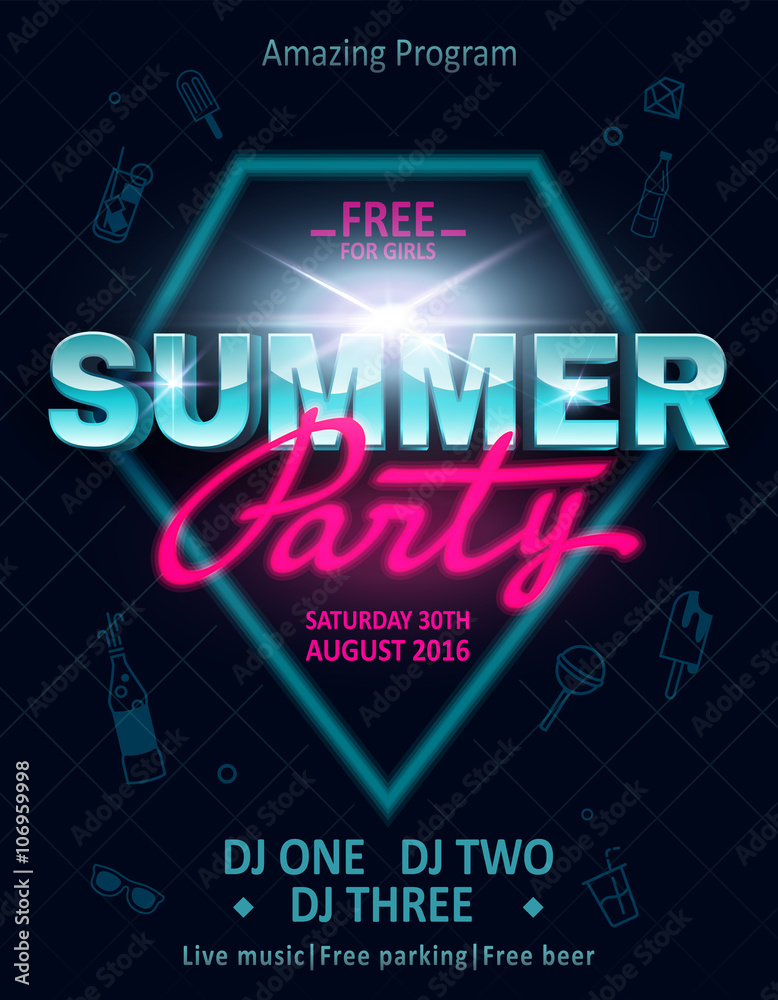 Amazing Program
_FREE_
FOR GIRLS
SUMMER
Party
SATURDAY 30TH
AUGUST 2016
DJ ONE DJ TWO
◆ DJ THREE ◆
Live music|Free parking|Free beer
Adobe Stock | #106959998